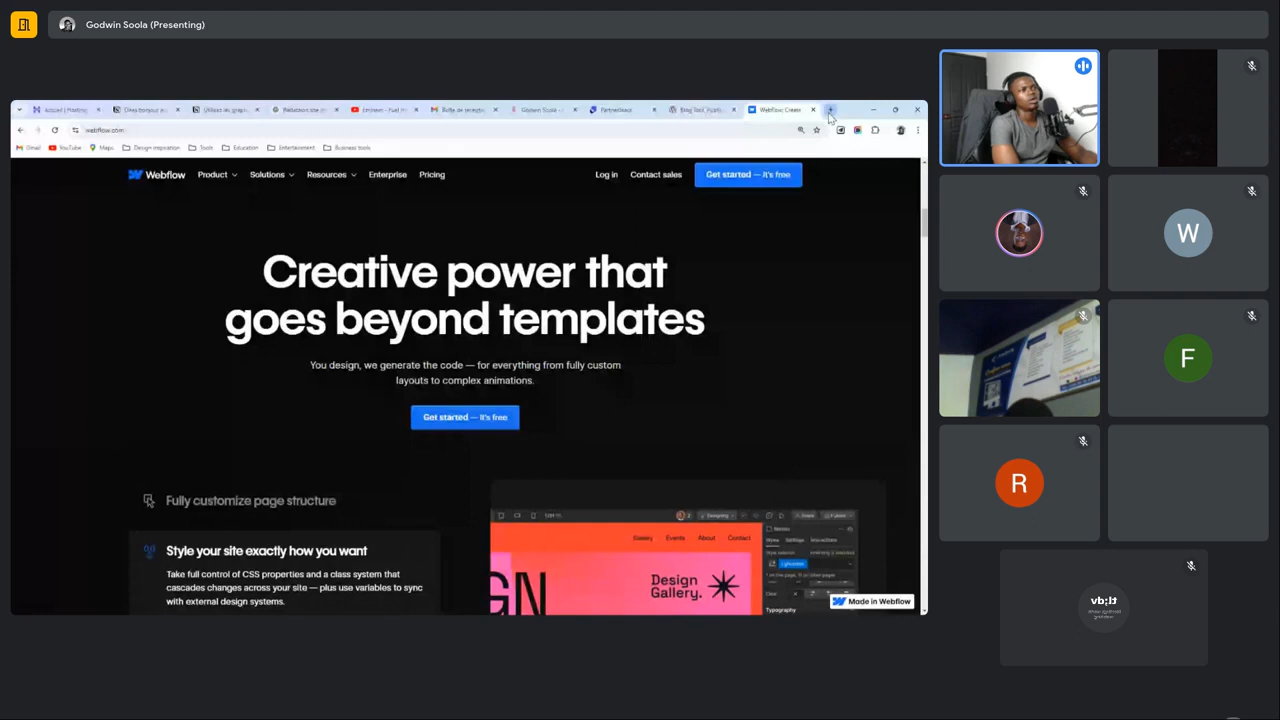 Godwin Soola (Presenting)
webflow.com
Gmail
YouTube
Maps
Design inspiration
Tools
Education
Entertainment
Business tools
Webflow
Product
Solutions
Resources
Enterprise
Pricing
Log in
Contact sales
Get started — it's free
Creative power that
goes beyond templates
You design, we generate the code — for everything from fully custom
layouts to complex animations.
Get started — it's free
Fully customize page structure
Style your site exactly how you want
Take full control of CSS properties and a class system that
cascades changes across your site — plus use variables to sync
with external design systems.
Gallery Events About Contact
Design
Gallery.
Typography
Made in Webflow
W
F
R